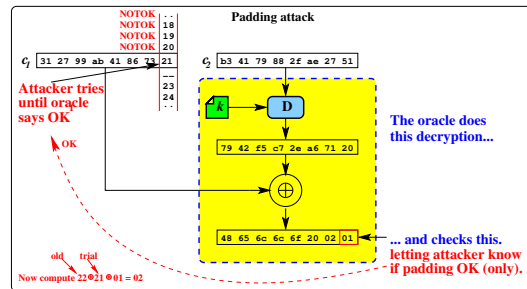 Padding attack
..
NOTOK 18
NOTOK 19
NOTOK 20
c1 31 27 99 ab 41 86 73 21
c2 b3 41 79 88 2f ae 27 51
--
23
24
..
Attacker tries
until oracle
says OK
OK
k
D
The oracle does
this decryption...
79 42 f5 c7 2e a6 71 20
⊕
48 65 6c 6c 6f 20 02 01
... and checks this.
letting attacker know
if padding OK (only).
old trial
Now compute 22⊕21⊕01=02